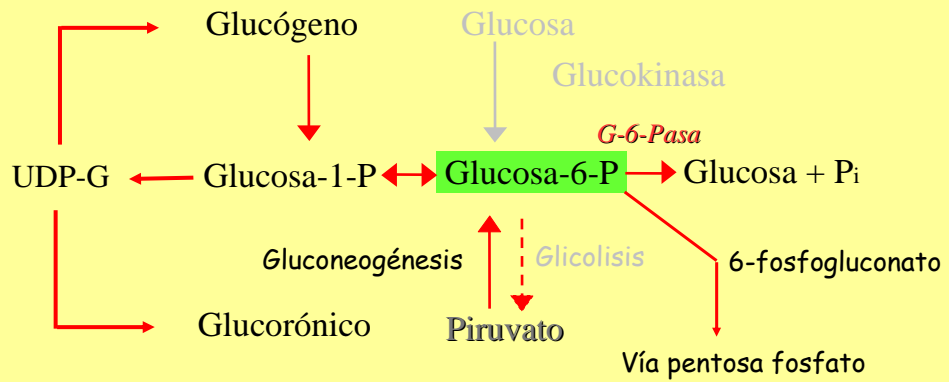 Glucógeno Glucosa
Glucokinasa
G-6-Pasa
UDP-G Glucosa-1-P Glucosa-6-P Glucosa + Pi
Gluconeogénesis Glicolisis 6-fosfogluconato
Glucorónico Piruvato
Vía pentosa fosfato